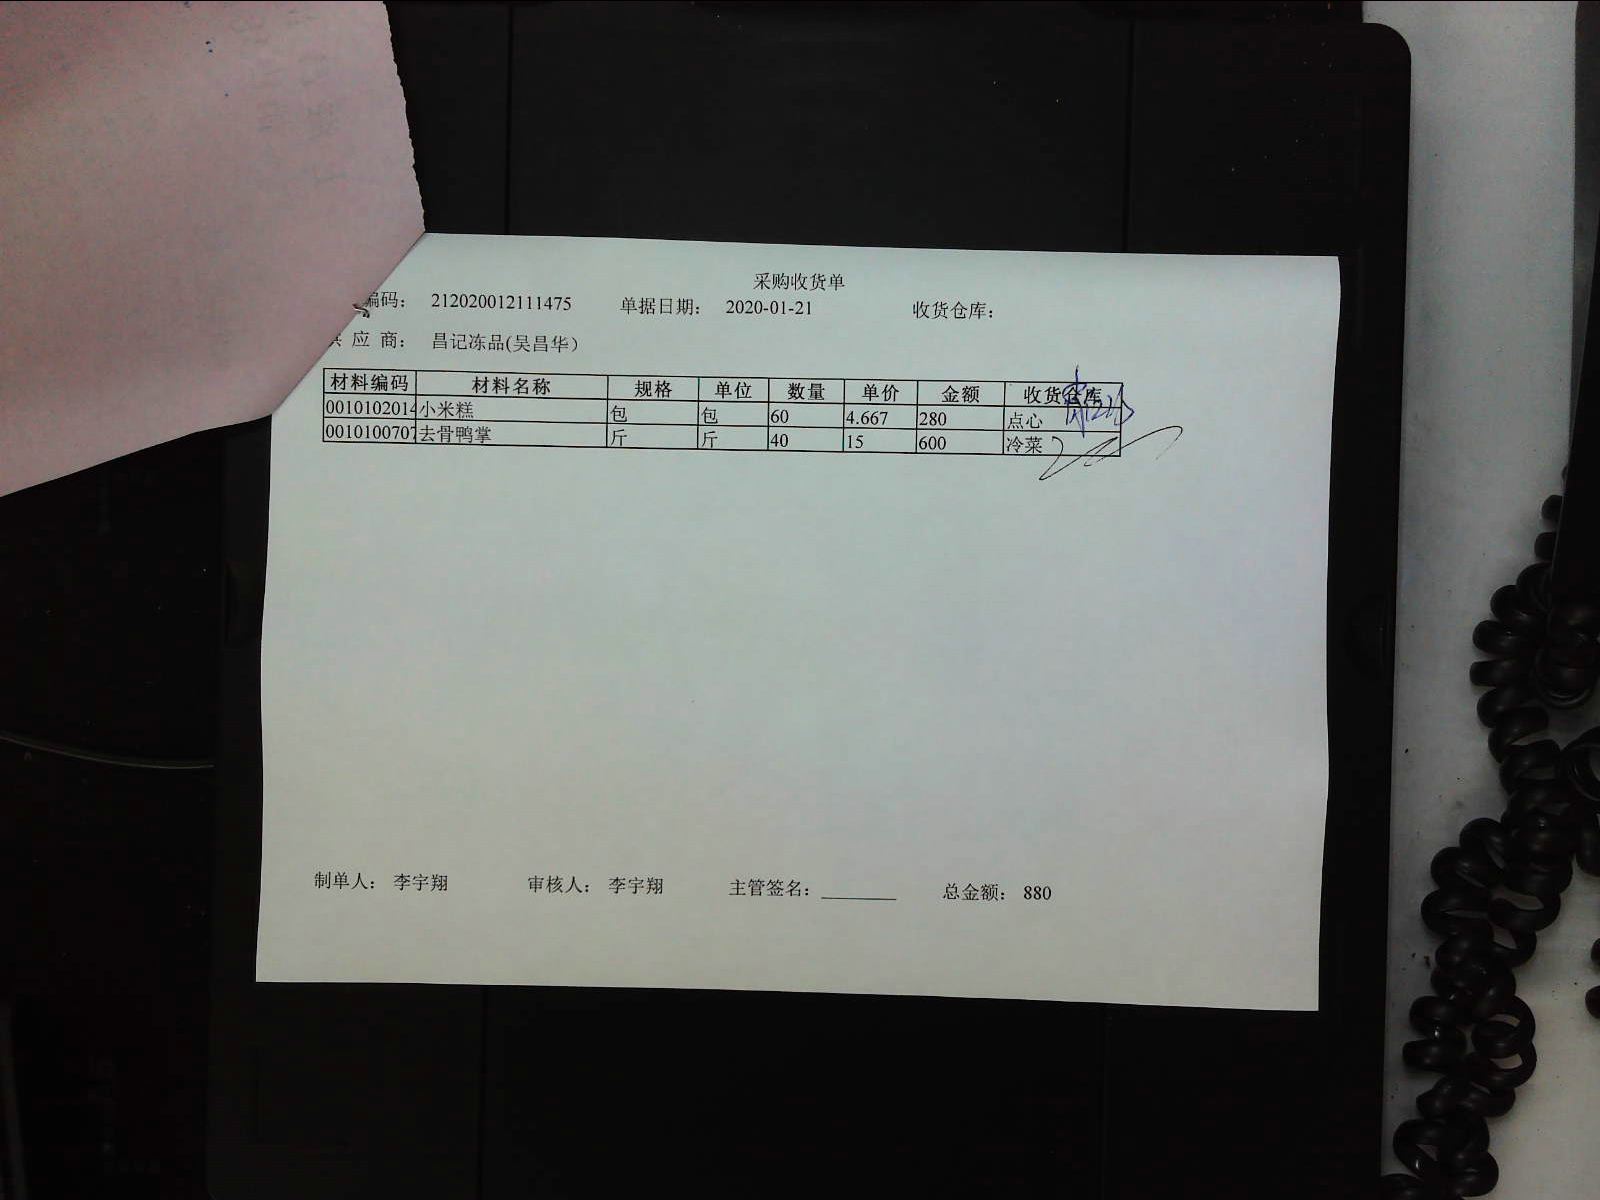 采购收货单
编码： 212020012111475 单据日期： 2020-01-21 收货仓库：
应 商： 昌记冻品(吴昌华）
材料编码 材料名称 规格 单位 数量 单价 金额 收货仓库
0010102014 小米糕 包 包 60 4.667 280 点心
0010100707 去骨鸭掌 斤 斤 40 15 600 冷菜
制单人： 李宇翔 审核人： 李宇翔 主管签名：________ 总金额： 880